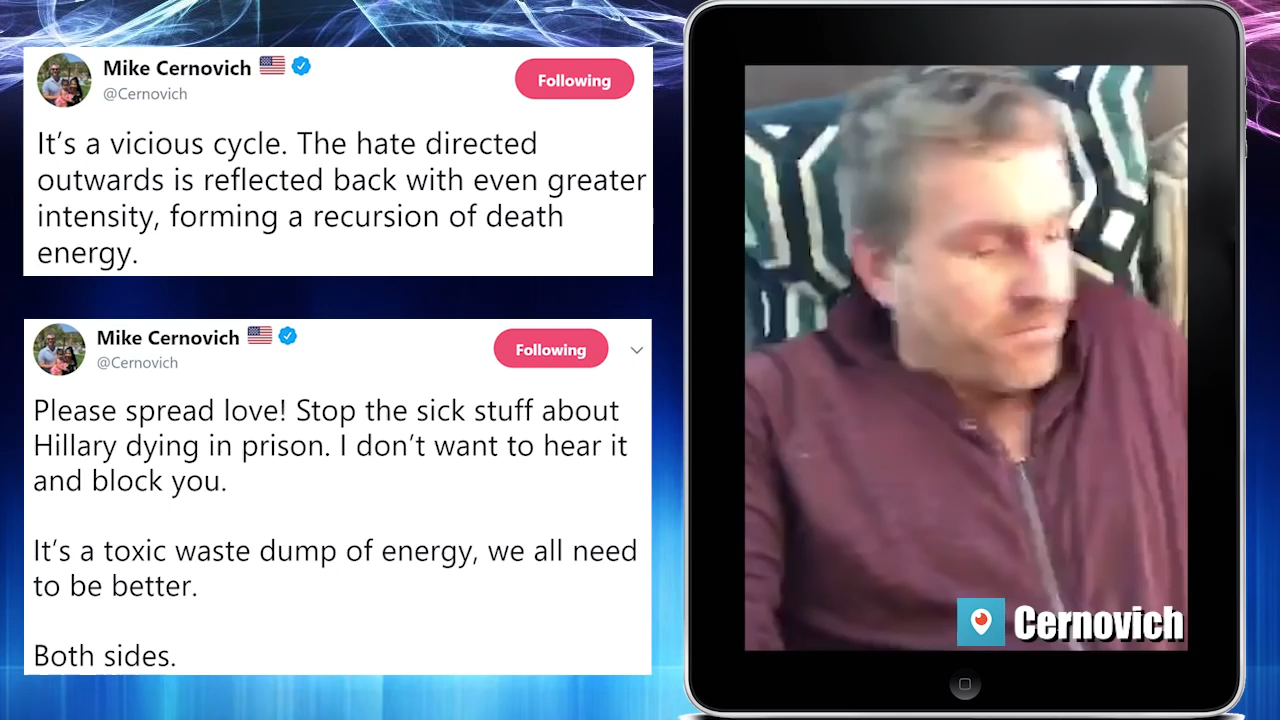 Mike Cernovich
@Cernovich
Following
It’s a vicious cycle. The hate directed
outwards is reflected back with even greater
intensity, forming a recursion of death
energy.
Mike Cernovich
@Cernovich
Following
Please spread love! Stop the sick stuff about
Hillary dying in prison. I don’t want to hear it
and block you.
It’s a toxic waste dump of energy, we all need
to be better.
Both sides.
Cernovich